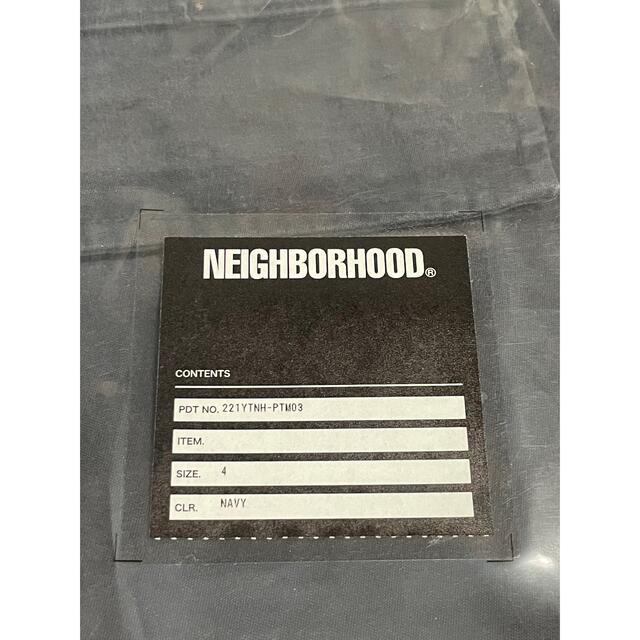 NEIGHBORHOOD®
CONTENTS
PDT NO. 221YTNH-PTM03
ITEM.
SIZE. 4
CLR. NAVY